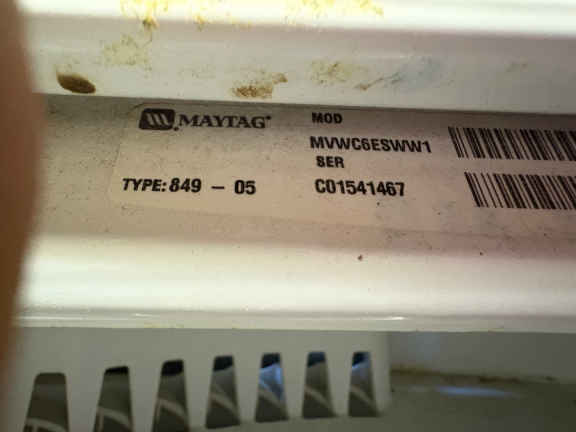 MAYTAG
MOD
MVWC6ESWW1
SER
TYPE: 849 - 05
C01541467